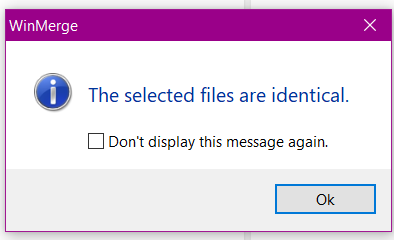 WinMerge
The selected files are identical.
Don't display this message again.
Ok